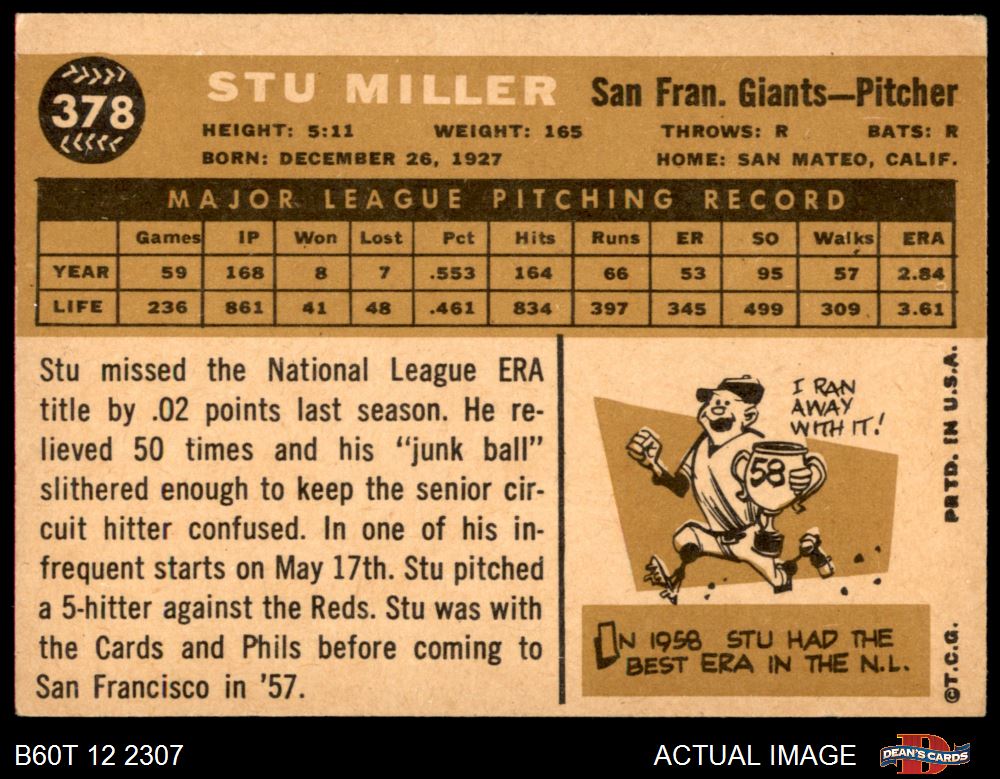 378
STU MILLER San Fran. Giants—Pitcher
HEIGHT: 5:11 WEIGHT: 165 THROWS: R BATS: R
BORN: DECEMBER 26, 1927 HOME: SAN MATEO, CALIF.
MAJOR LEAGUE PITCHING RECORD
Games IP Won Lost Pct Hits Runs ER SO Walks ERA
YEAR 59 168 8 7 .553 164 66 53 95 57 2.84
LIFE 236 861 41 48 .461 834 397 345 499 309 3.61
Stu missed the National League ERA
title by .02 points last season. He re-
lieved 50 times and his "junk ball"
slithered enough to keep the senior cir-
cuit hitter confused. In one of his in-
frequent starts on May 17th. Stu pitched
a 5-hitter against the Reds. Stu was with
the Cards and Phils before coming to
San Francisco in '57.
I RAN
AWAY
WITH IT!
58
IN 1958 STU HAD THE
BEST ERA IN THE N.L.
©T.C.G. PRTD. IN U.S.A.
B60T 12 2307 ACTUAL IMAGE DEAN'S CARDS